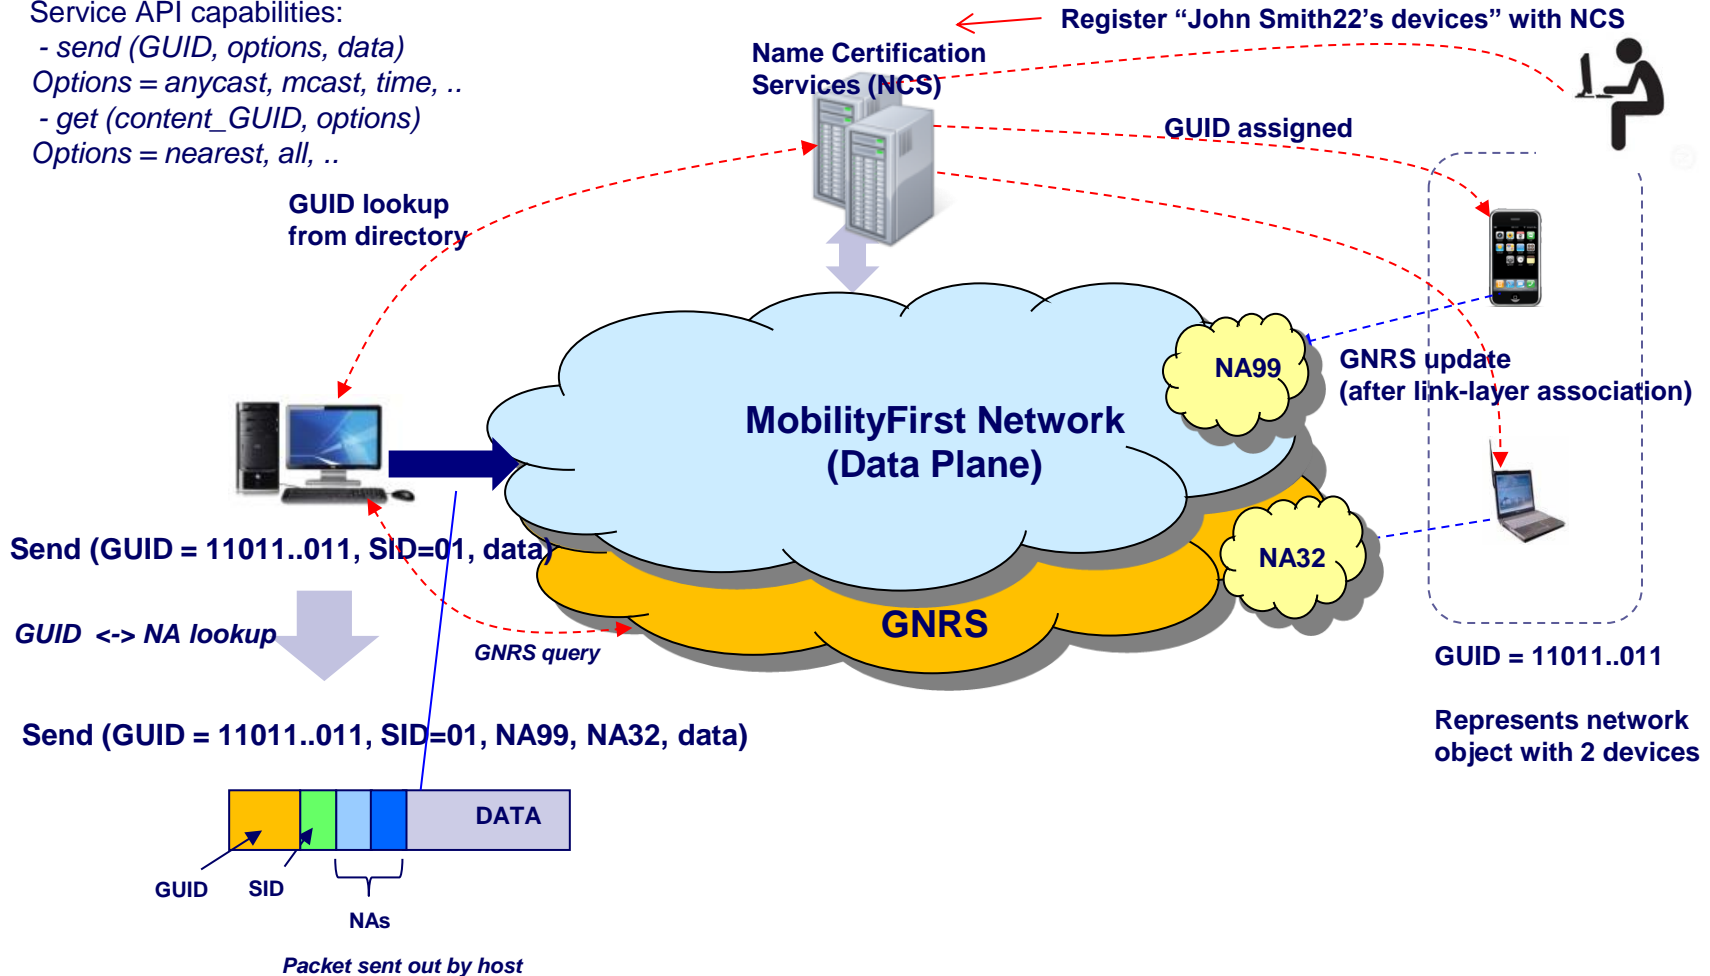 Service API capabilities:
- send (GUID, options, data)
Options = anycast, mcast, time, ..
- get (content_GUID, options)
Options = nearest, all, ..
Register “John Smith22’s devices” with NCS
Name Certification
Services (NCS)
GUID assigned
GUID lookup
from directory
NA99
GNRS update
(after link-layer association)
MobilityFirst Network
(Data Plane)
Send (GUID = 11011..011, SID=01, data)
NA32
GUID <-> NA lookup
GNRS query
GNRS
GUID = 11011..011
Represents network
object with 2 devices
Send (GUID = 11011..011, SID=01, NA99, NA32, data)
DATA
GUID
SID
NAs
Packet sent out by host